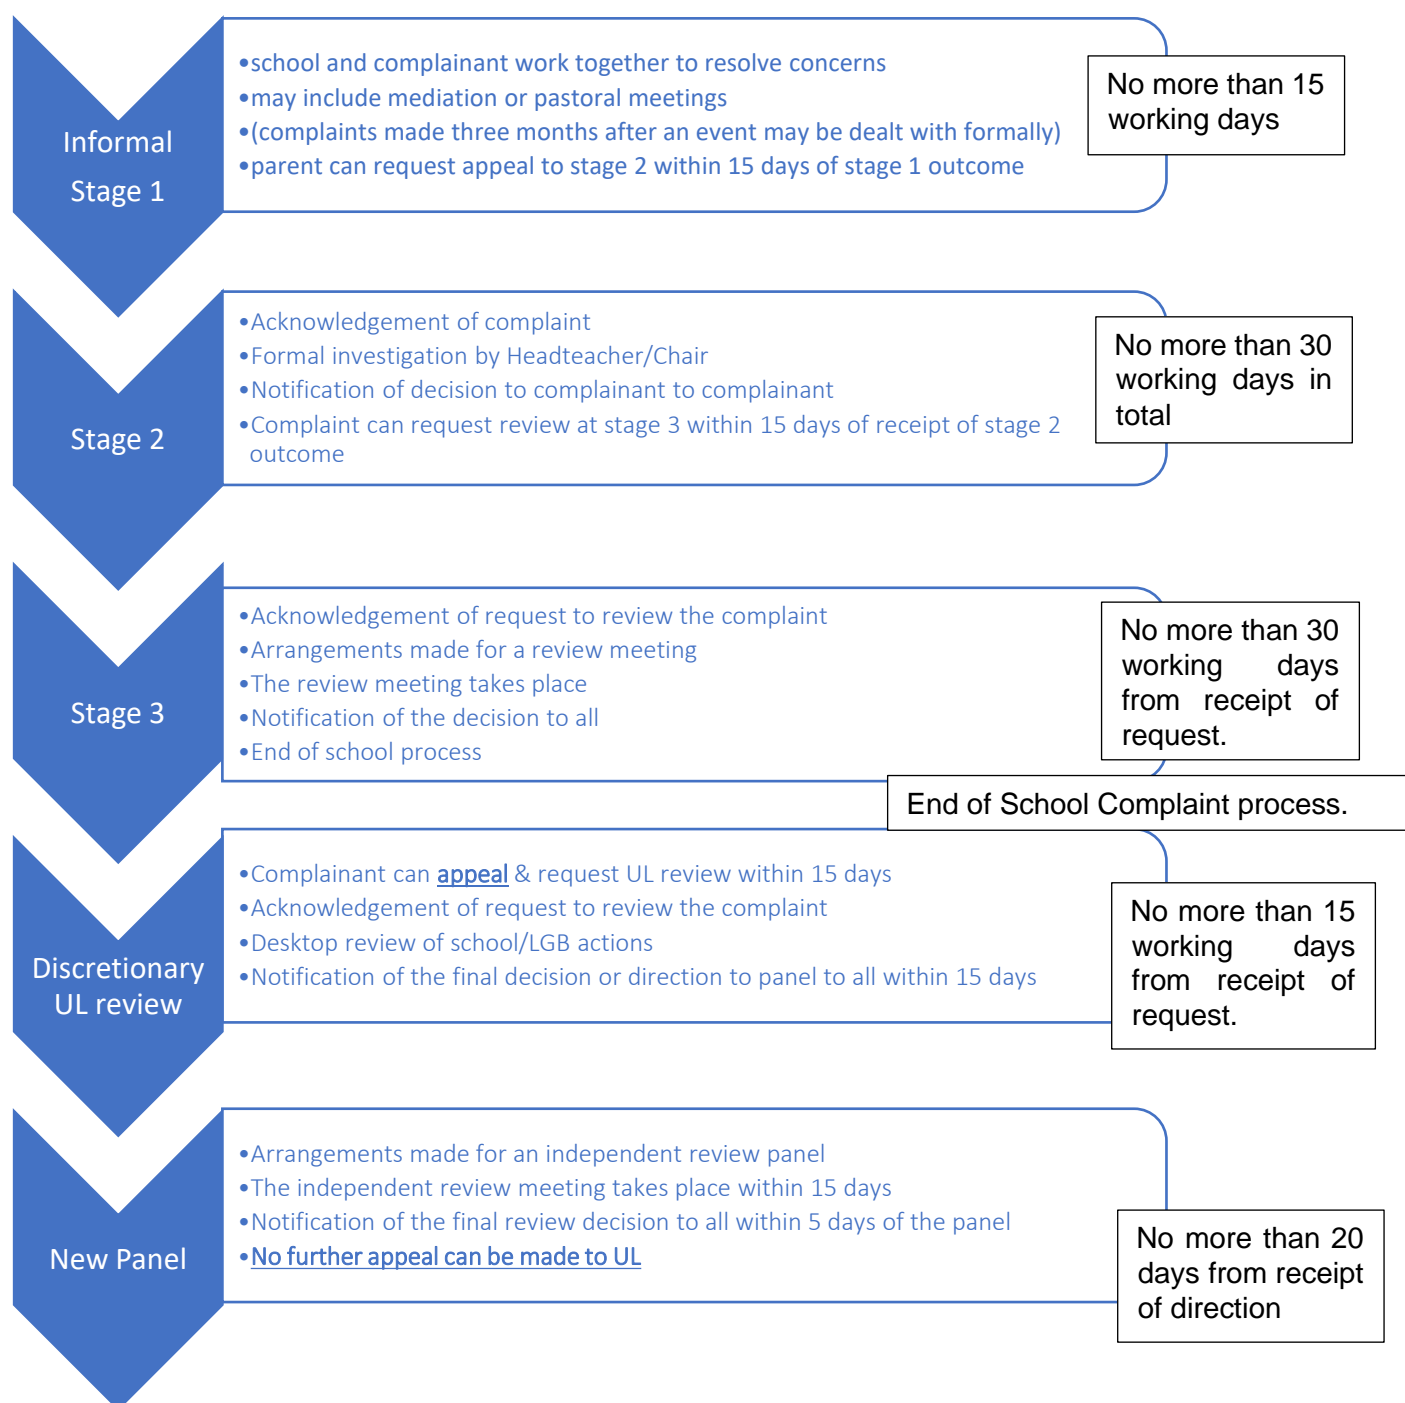 Informal
Stage 1
•school and complainant work together to resolve concerns
•may include mediation or pastoral meetings
•(complaints made three months after an event may be dealt with formally)
•parent can request appeal to stage 2 within 15 days of stage 1 outcome
No more than 15
working days
Stage 2
•Acknowledgement of complaint
•Formal investigation by Headteacher/Chair
•Notification of decision to complainant to complainant
•Complaint can request review at stage 3 within 15 days of receipt of stage 2
outcome
No more than 30
working days in
total
Stage 3
•Acknowledgement of request to review the complaint
•Arrangements made for a review meeting
•The review meeting takes place
•Notification of the decision to all
•End of school process
No more than 30
working days
from receipt of
request.
End of School Complaint process.
Discretionary
UL review
•Complainant can appeal & request UL review within 15 days
•Acknowledgement of request to review the complaint
•Desktop review of school/LGB actions
•Notification of the final decision or direction to panel to all within 15 days
No more than 15
working days
from receipt of
request.
New Panel
•Arrangements made for an independent review panel
•The independent review meeting takes place within 15 days
•Notification of the final review decision to all within 5 days of the panel
•No further appeal can be made to UL
No more than 20
days from receipt
of direction